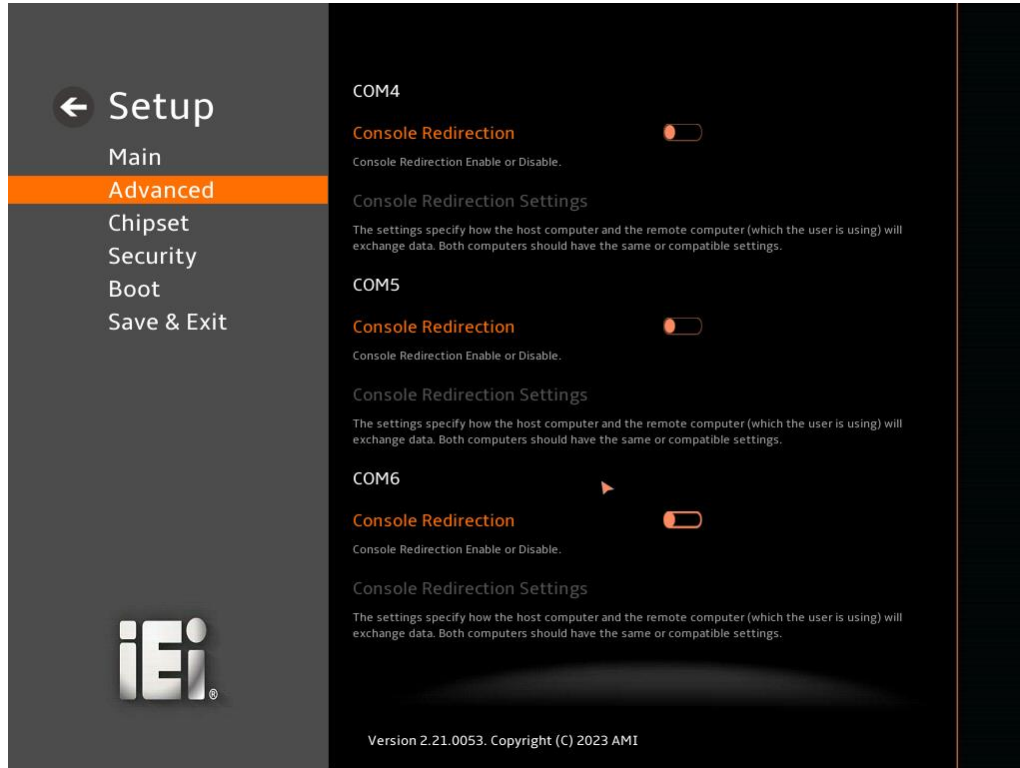 Setup
Main
Advanced
Chipset
Security
Boot
Save & Exit
iEi®
COM4
Console Redirection
Console Redirection Enable or Disable.
Console Redirection Settings
The settings specify how the host computer and the remote computer (which the user is using) will
exchange data. Both computers should have the same or compatible settings.
COM5
Console Redirection
Console Redirection Enable or Disable.
Console Redirection Settings
The settings specify how the host computer and the remote computer (which the user is using) will
exchange data. Both computers should have the same or compatible settings.
COM6
Console Redirection
Console Redirection Enable or Disable.
Console Redirection Settings
The settings specify how the host computer and the remote computer (which the user is using) will
exchange data. Both computers should have the same or compatible settings.
Version 2.21.0053. Copyright (C) 2023 AMI